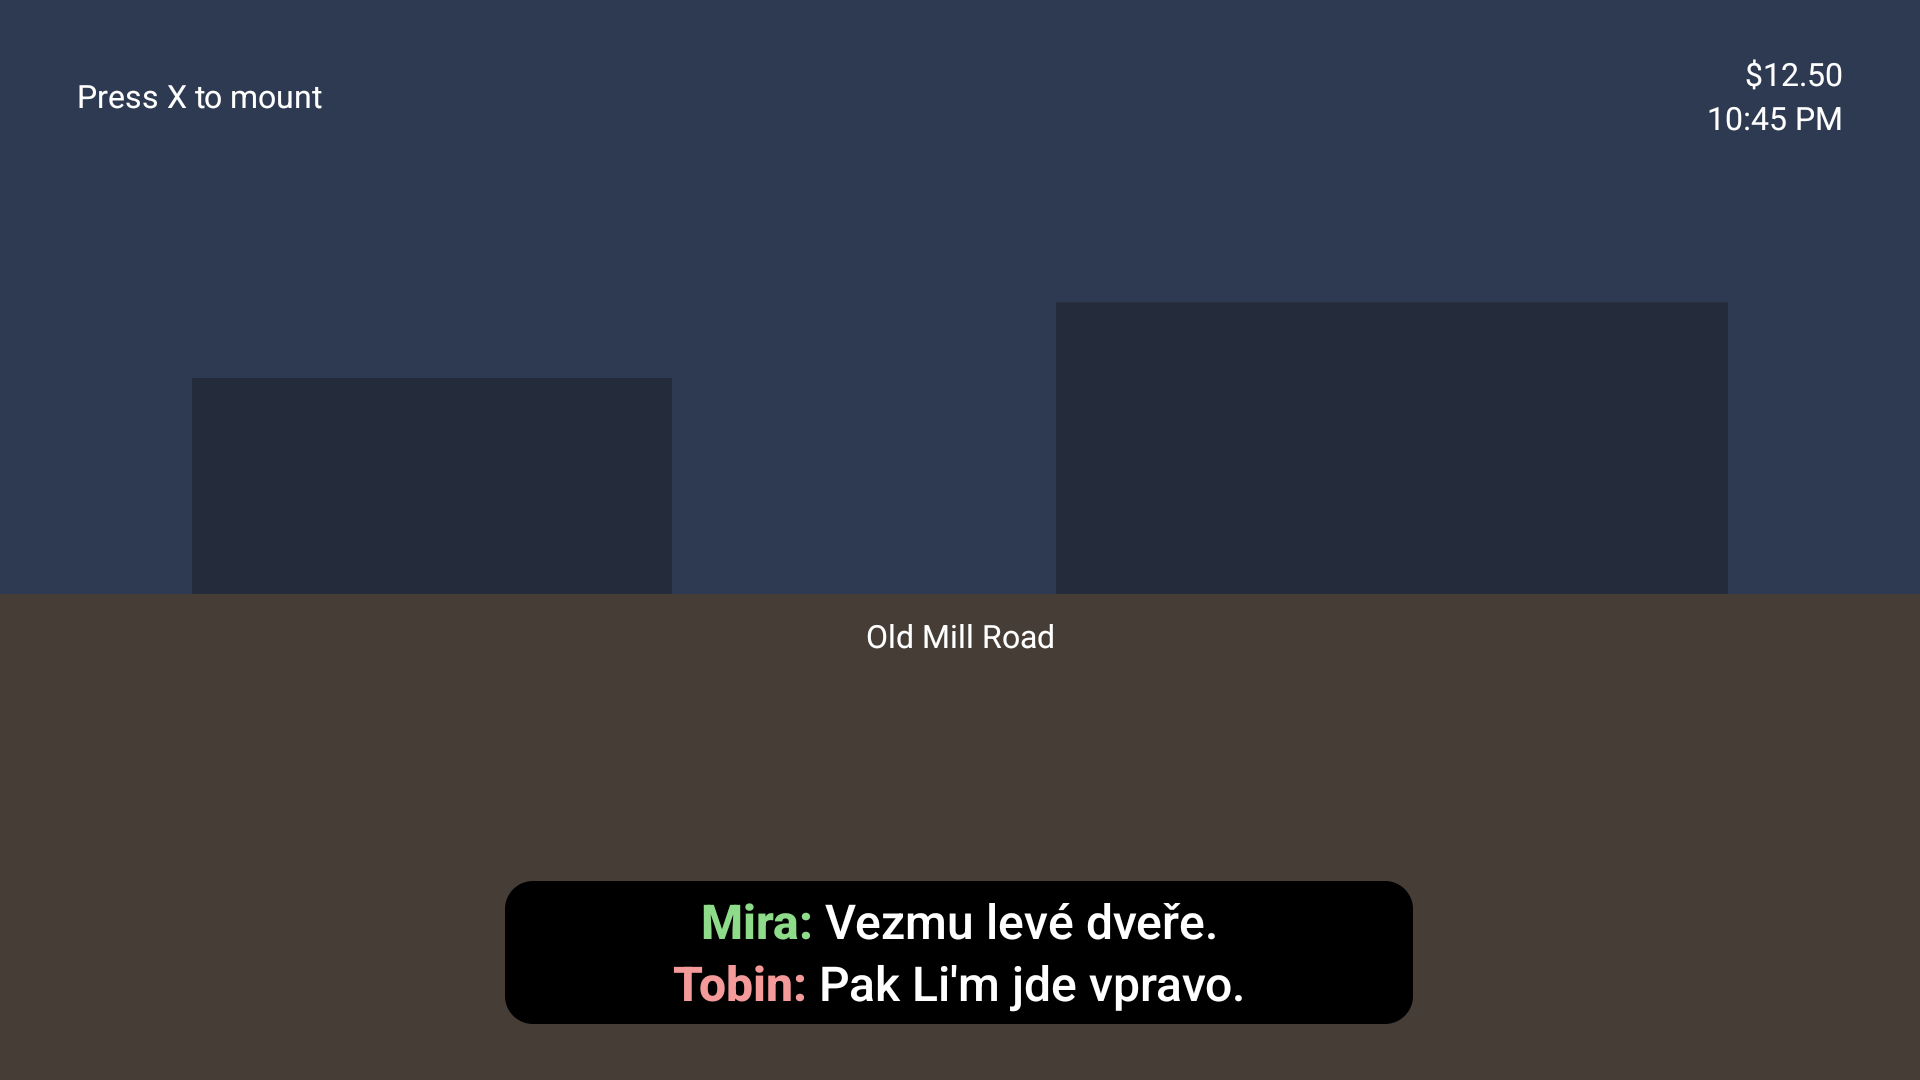 Press X to mount
$12.50
10:45 PM
Old Mill Road
Mira: Vezmu levé dveře.
Tobin: Pak Li'm jde vpravo.